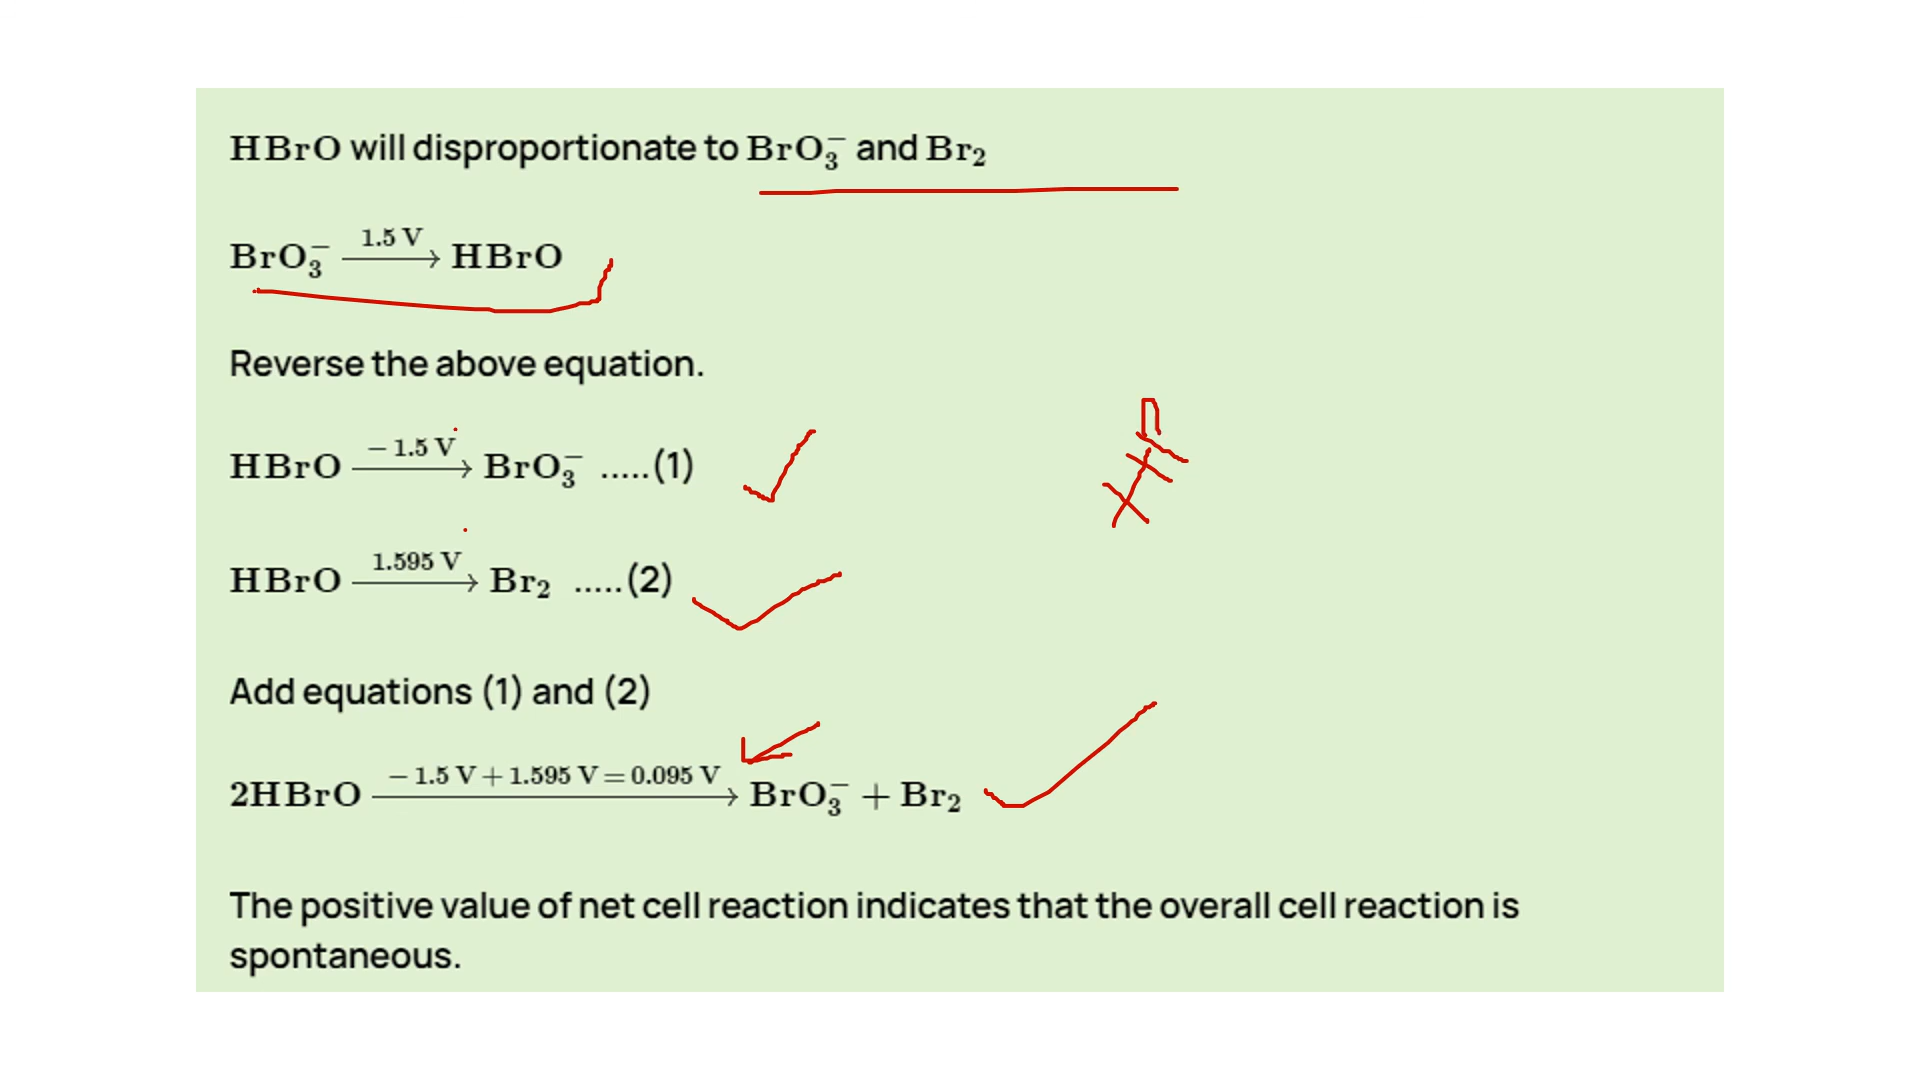 HBrO will disproportionate to BrO₃⁻ and Br₂
BrO₃⁻ —1.5 V→ HBrO
Reverse the above equation.
HBrO —− 1.5 V→ BrO₃⁻ .....(1)
HBrO —1.595 V→ Br₂ .....(2)
Add equations (1) and (2)
2HBrO —− 1.5 V + 1.595 V = 0.095 V→ BrO₃⁻ + Br₂
The positive value of net cell reaction indicates that the overall cell reaction is
spontaneous.